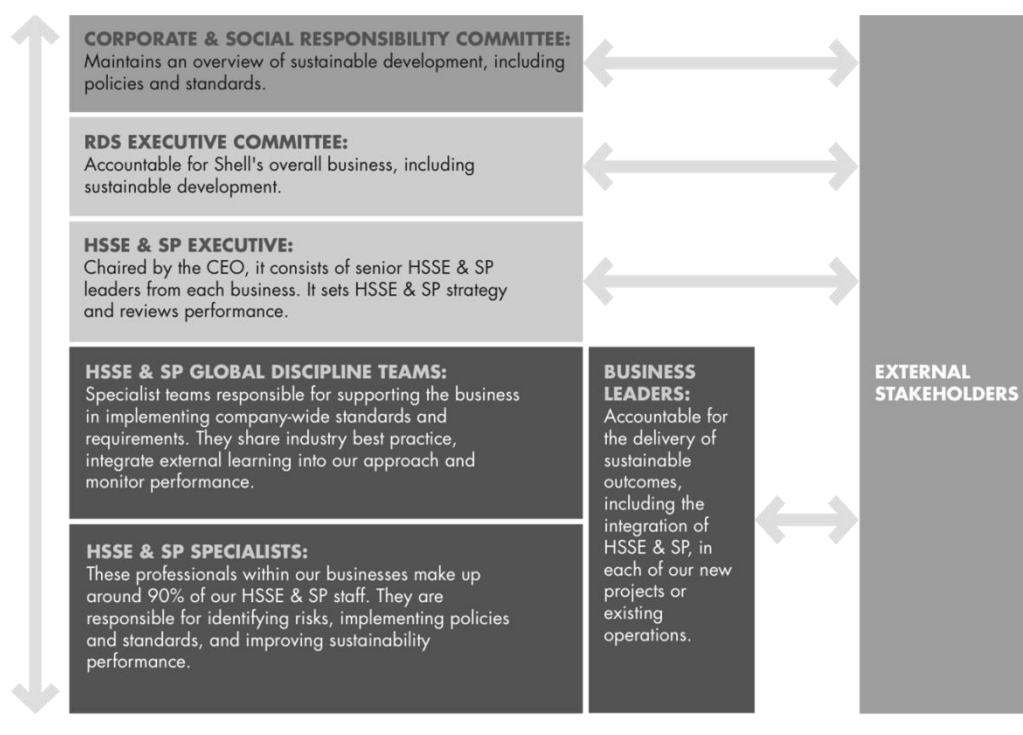 CORPORATE & SOCIAL RESPONSIBILITY COMMITTEE:
Maintains an overview of sustainable development, including
policies and standards.
RDS EXECUTIVE COMMITTEE:
Accountable for Shell's overall business, including
sustainable development.
HSSE & SP EXECUTIVE:
Chaired by the CEO, it consists of senior HSSE & SP
leaders from each business. It sets HSSE & SP strategy
and reviews performance.
HSSE & SP GLOBAL DISCIPLINE TEAMS:
Specialist teams responsible for supporting the business
in implementing company-wide standards and
requirements. They share industry best practice,
integrate external learning into our approach and
monitor performance.
HSSE & SP SPECIALISTS:
These professionals within our businesses make up
around 90% of our HSSE & SP staff. They are
responsible for identifying risks, implementing policies
and standards, and improving sustainability
performance.
BUSINESS
LEADERS:
Accountable for
the delivery of
sustainable
outcomes,
including the
integration of
HSSE & SP, in
each of our new
projects or
existing
operations.
EXTERNAL
STAKEHOLDERS